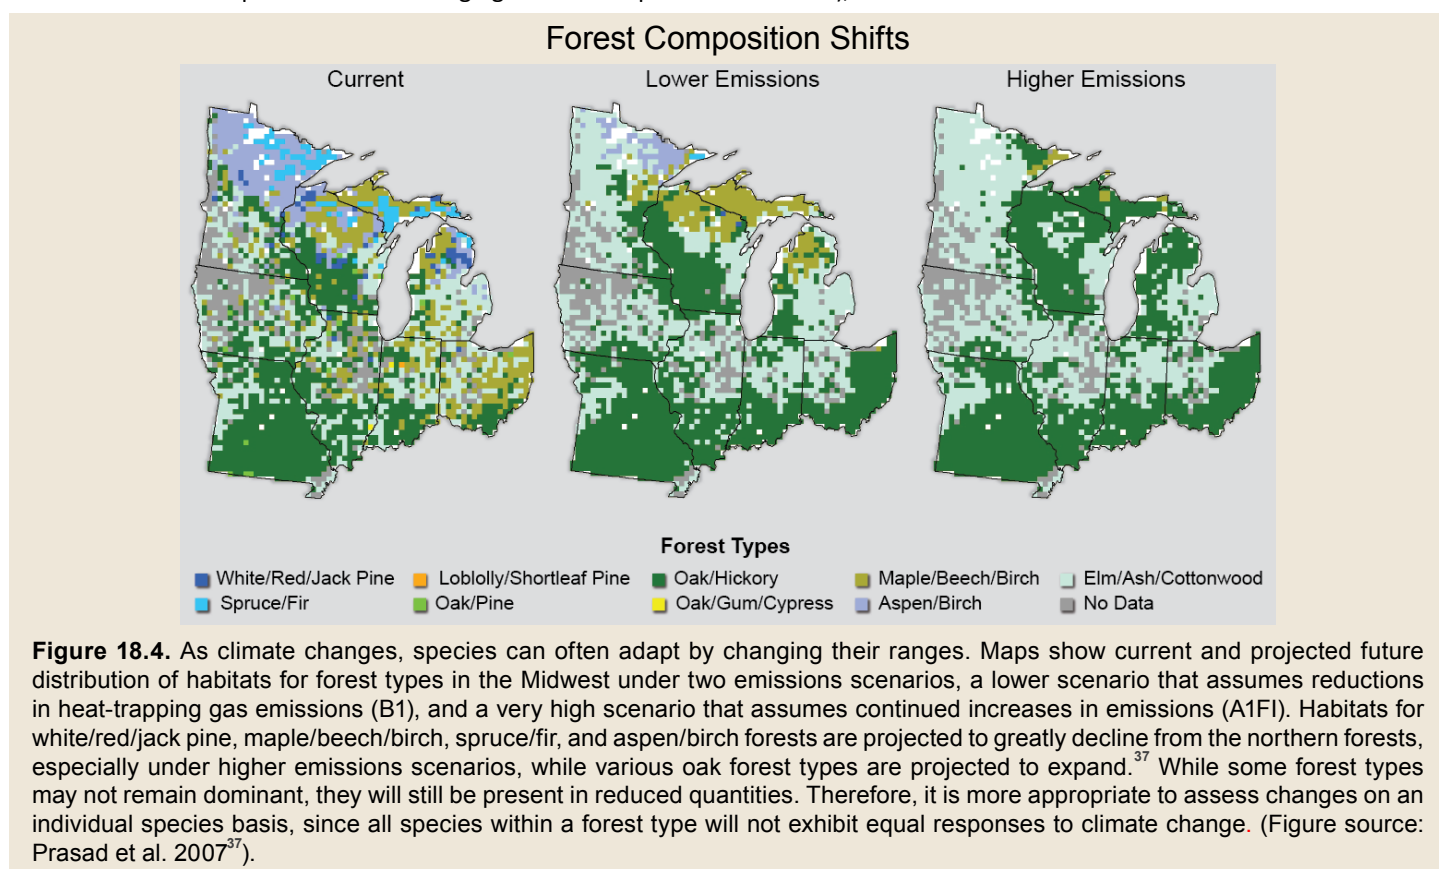 Forest Composition Shifts
Current Lower Emissions Higher Emissions
Forest Types
White/Red/Jack Pine Loblolly/Shortleaf Pine Oak/Hickory Maple/Beech/Birch Elm/Ash/Cottonwood
Spruce/Fir Oak/Pine Oak/Gum/Cypress Aspen/Birch No Data
Figure 18.4. As climate changes, species can often adapt by changing their ranges. Maps show current and projected future
distribution of habitats for forest types in the Midwest under two emissions scenarios, a lower scenario that assumes reductions
in heat-trapping gas emissions (B1), and a very high scenario that assumes continued increases in emissions (A1FI). Habitats for
white/red/jack pine, maple/beech/birch, spruce/fir, and aspen/birch forests are projected to greatly decline from the northern forests,
especially under higher emissions scenarios, while various oak forest types are projected to expand.37 While some forest types
may not remain dominant, they will still be present in reduced quantities. Therefore, it is more appropriate to assess changes on an
individual species basis, since all species within a forest type will not exhibit equal responses to climate change. (Figure source:
Prasad et al. 200737).